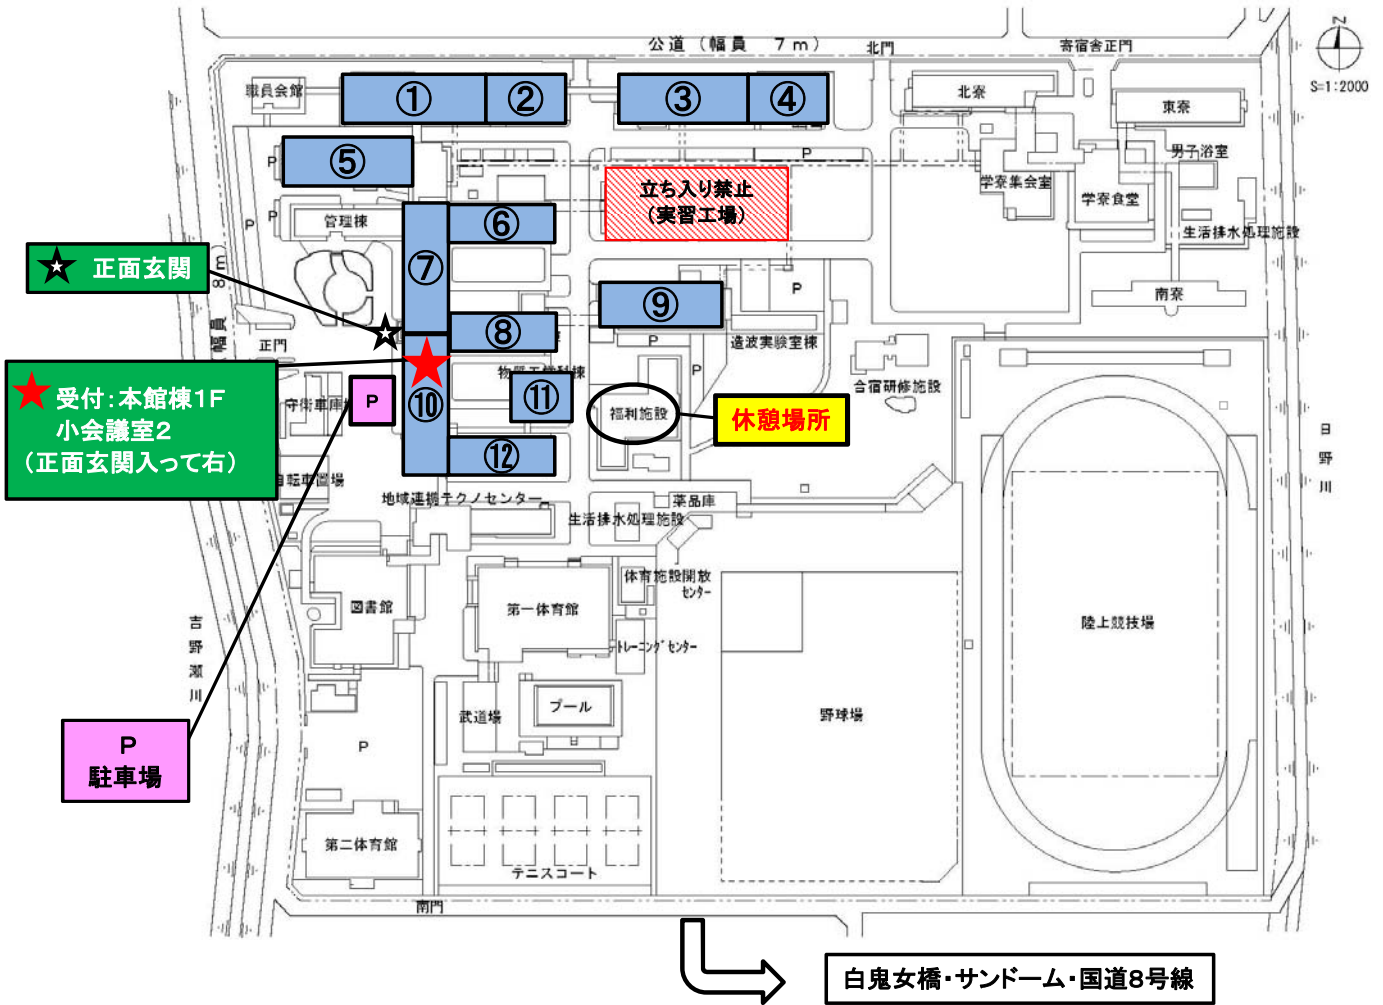 公道（幅員　７ｍ）
北門
寄宿舎正門
S=1:2000
職員会館
①
②
③
④
北寮
東寮
⑤
P
P
男子浴室
立ち入り禁止
（実習工場）
学寮集会室
学寮食堂
P
P
管理棟
⑥
生活排水処理施設
正面玄関
⑦
８ｍ）
幅員
⑨
P
南寮
正門
⑧
P
造波実験室棟
受付：本館棟１Ｆ
小会議室２
（正面玄関入って右）
守衛車庫
P
⑩
⑪
P
福利施設
休憩場所
合宿研修施設
⑫
自転車置場
日野川
地域連携テクノセンター
薬品庫
生活排水処理施設
体育施設開放
センター
図書館
第一体育館
吉野瀬川
トレーニングセンター
陸上競技場
武道場
プール
野球場
P
P
駐車場
第二体育館
テニスコート
南門
白鬼女橋・サンドーム・国道８号線